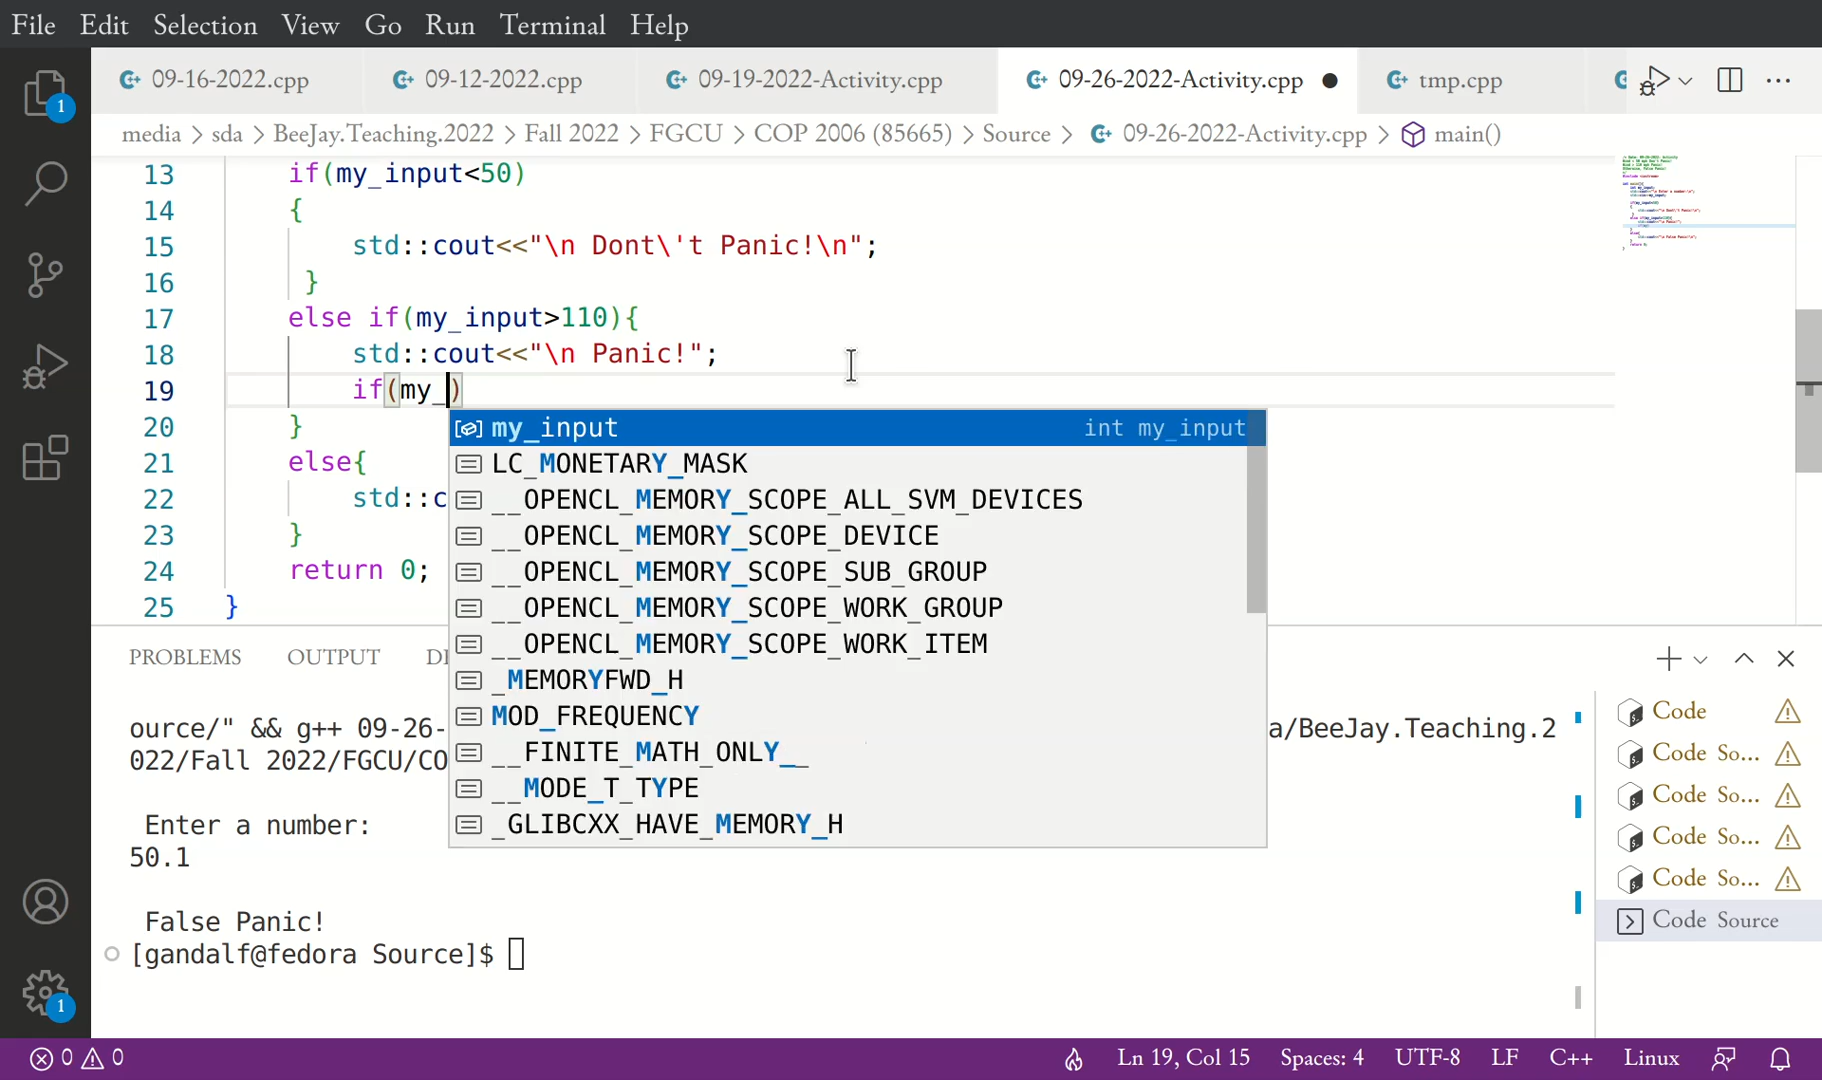 File Edit Selection View Go Run Terminal Help
1
09-16-2022.cpp 09-12-2022.cpp 09-19-2022-Activity.cpp 09-26-2022-Activity.cpp tmp.cpp
media > sda > BeeJay.Teaching.2022 > Fall 2022 > FGCU > COP 2006 (85665) > Source > 09-26-2022-Activity.cpp > main()
13 if(my_input<50)
14 {
15 std::cout<<"\n Dont\'t Panic!\n";
16 }
17 else if(my_input>110){
18 std::cout<<"\n Panic!";
19 if(my_)
20 }
21 else{
22 std::c
23 }
24 return 0;
25 }
my_input int my_input
LC_MONETARY_MASK
__OPENCL_MEMORY_SCOPE_ALL_SVM_DEVICES
__OPENCL_MEMORY_SCOPE_DEVICE
__OPENCL_MEMORY_SCOPE_SUB_GROUP
__OPENCL_MEMORY_SCOPE_WORK_GROUP
__OPENCL_MEMORY_SCOPE_WORK_ITEM
_MEMORYFWD_H
MOD_FREQUENCY
__FINITE_MATH_ONLY__
__MODE_T_TYPE
_GLIBCXX_HAVE_MEMORY_H
PROBLEMS OUTPUT
ource/" && g++ 09-26- a/BeeJay.Teaching.2
022/Fall 2022/FGCU/CO
Enter a number:
50.1
False Panic!
[gandalf@fedora Source]$
Code
Code So...
Code So...
Code So...
Code So...
Code Source
1
0 0 Ln 19, Col 15 Spaces: 4 UTF-8 LF C++ Linux